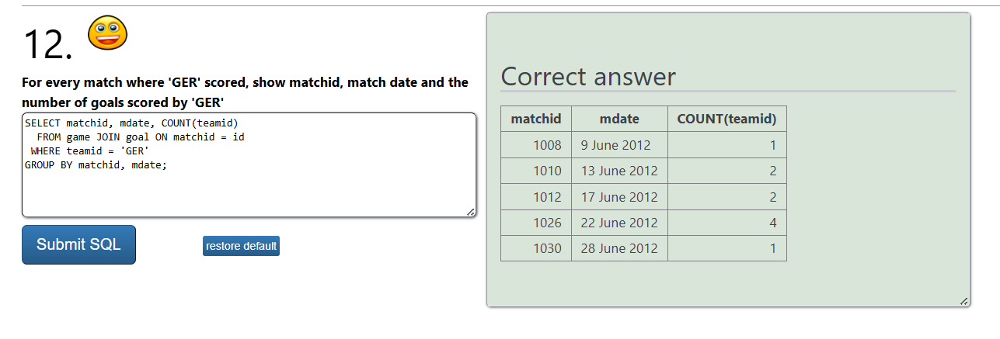 12.
For every match where 'GER' scored, show matchid, match date and the
number of goals scored by 'GER'
SELECT matchid, mdate, COUNT(teamid)
  FROM game JOIN goal ON matchid = id
 WHERE teamid = 'GER'
GROUP BY matchid, mdate;
Submit SQL
restore default
Correct answer
matchid mdate COUNT(teamid)
1008 9 June 2012 1
1010 13 June 2012 2
1012 17 June 2012 2
1026 22 June 2012 4
1030 28 June 2012 1